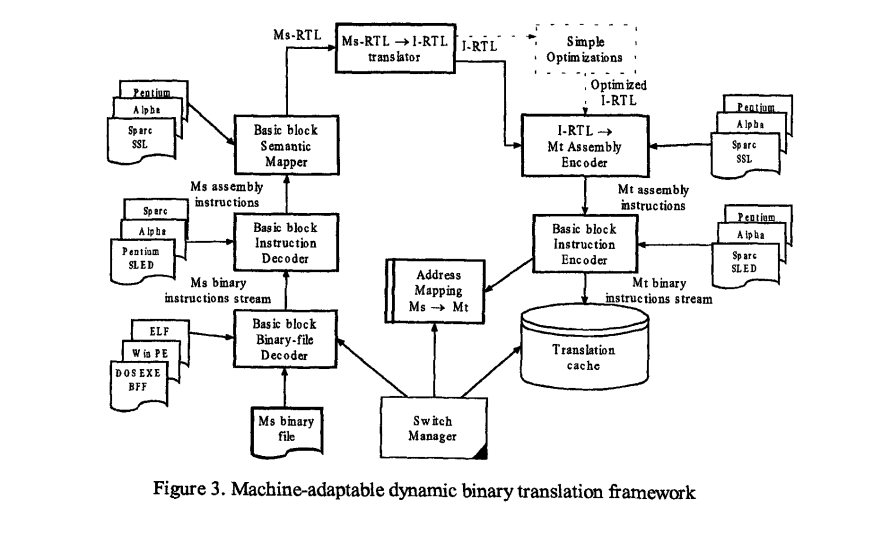 Ms-RTL
Ms-RTL → I-RTL
translator
I-RTL
Simple
Optimizations
Optimized
I-RTL
Pentium
Alpha
Sparc
SSL
Basic block
Semantic
Mapper
I-RTL →
Mt Assembly
Encoder
Pentium
Alpha
Sparc
SSL
Ms assembly
instructions
Mt assembly
instructions
Sparc
Alpha
Pentium
SLED
Basic block
Instruction
Decoder
Basic block
Instruction
Encoder
Pentium
Alpha
Sparc
SLED
Ms binary
instructions stream
Address
Mapping
Ms → Mt
Mt binary
instructions stream
ELF
Win PE
DOS EXE
BFF
Basic block
Binary-file
Decoder
Translation
cache
Ms binary
file
Switch
Manager
Figure 3. Machine-adaptable dynamic binary translation framework